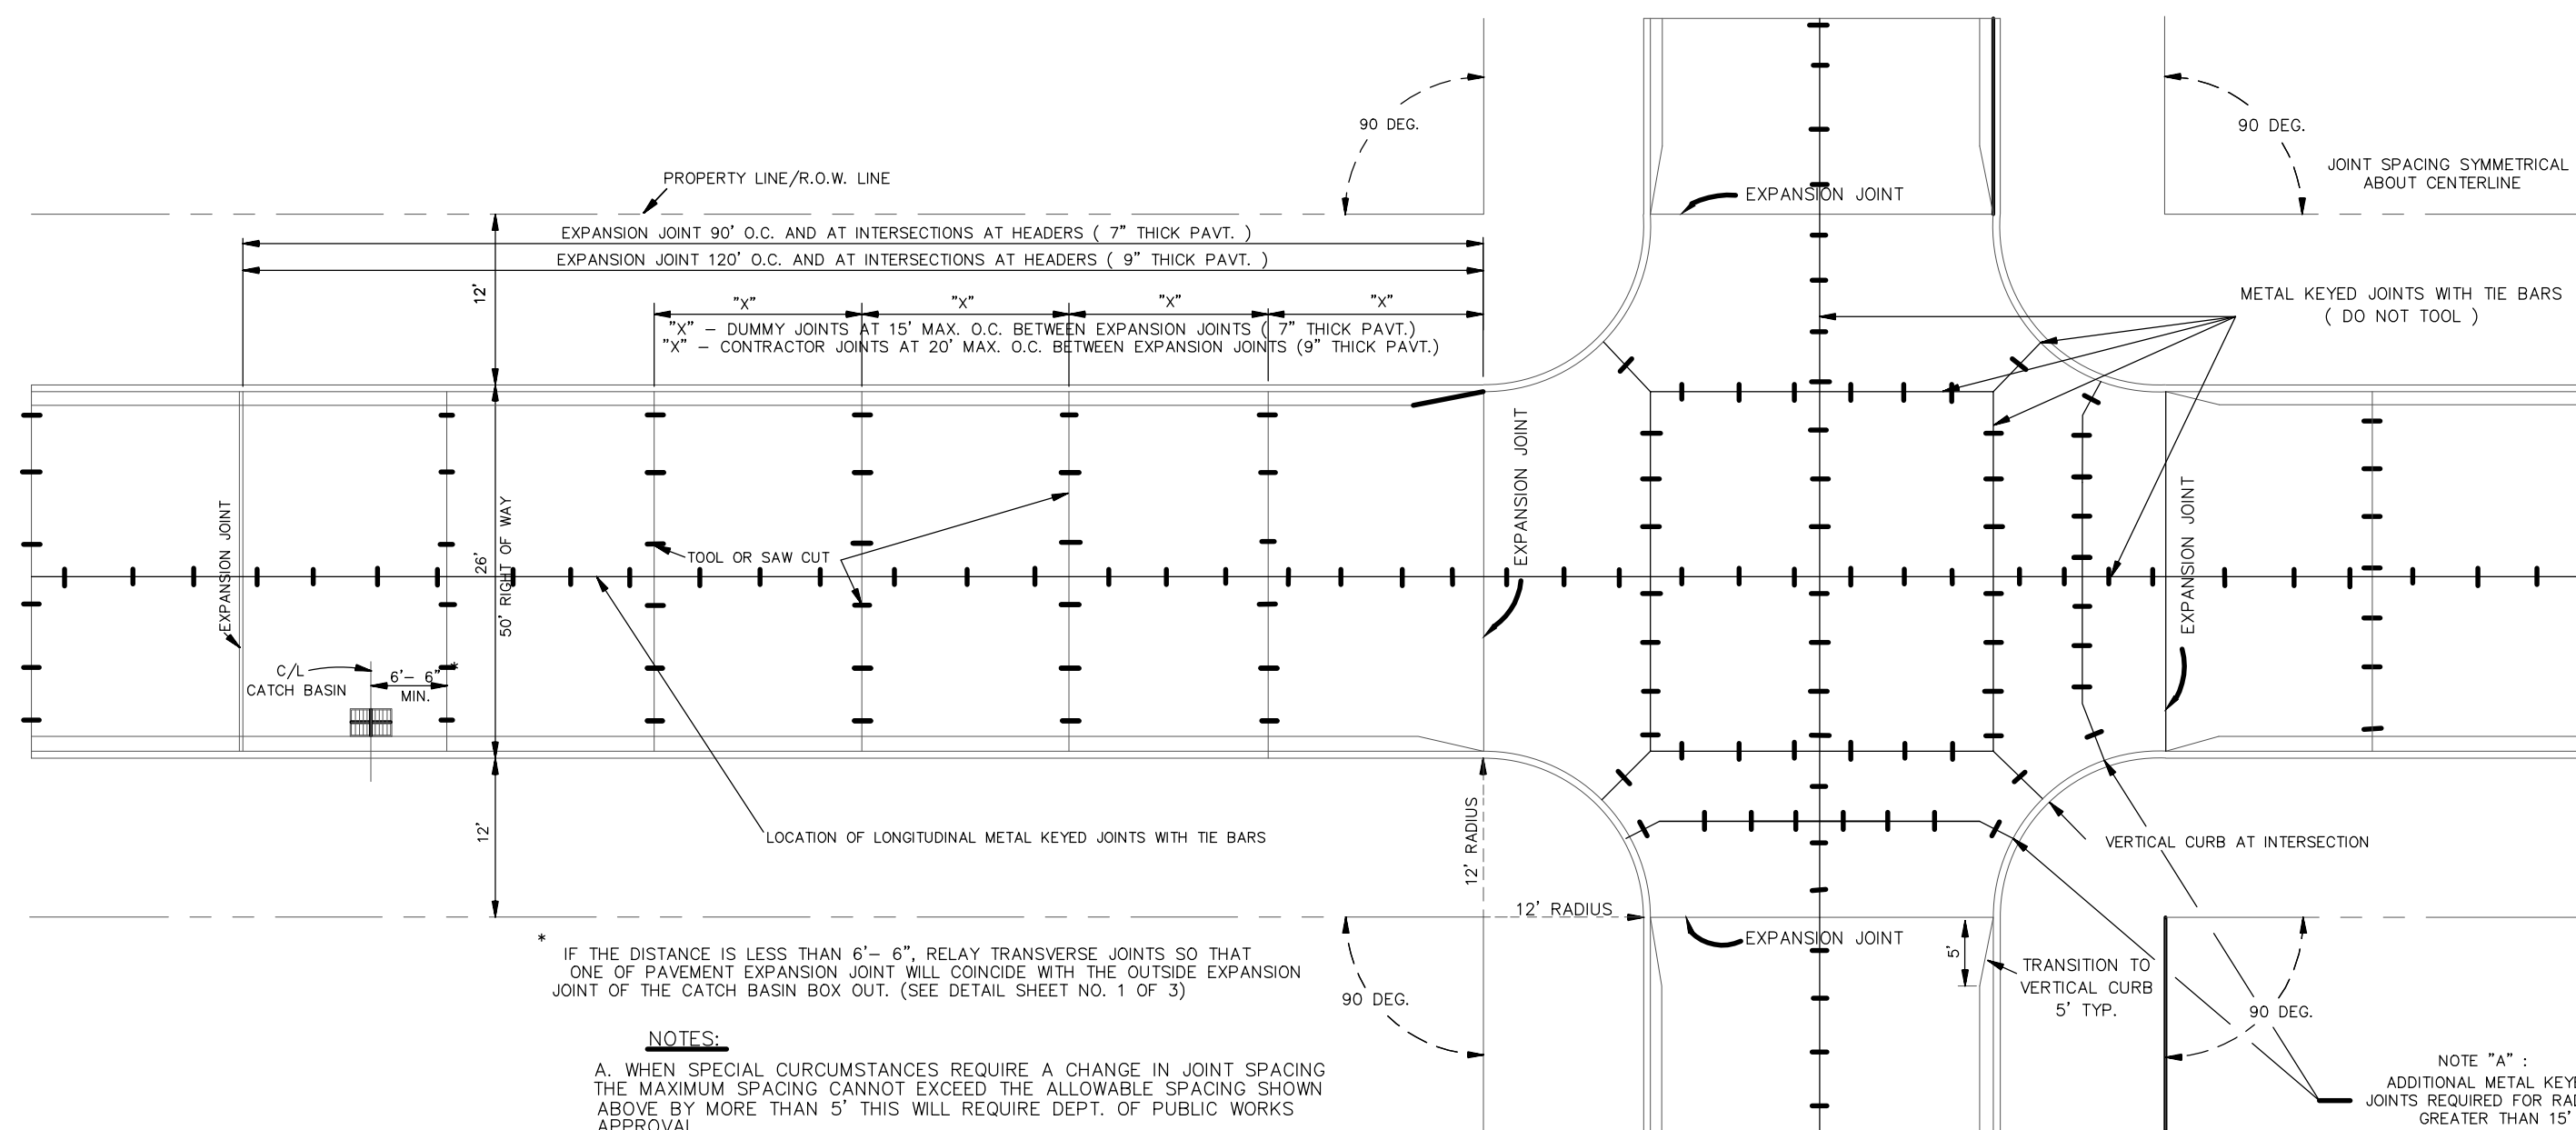 90 DEG.
90 DEG.
JOINT SPACING SYMMETRICAL
ABOUT CENTERLINE
PROPERTY LINE/R.O.W. LINE
EXPANSION JOINT
EXPANSION JOINT 90' O.C. AND AT INTERSECTIONS AT HEADERS ( 7" THICK PAVT. )
EXPANSION JOINT 120' O.C. AND AT INTERSECTIONS AT HEADERS ( 9" THICK PAVT. )
12'
"X" "X" "X" "X"
"X" – DUMMY JOINTS AT 15' MAX. O.C. BETWEEN EXPANSION JOINTS ( 7" THICK PAVT.)
"X" – CONTRACTOR JOINTS AT 20' MAX. O.C. BETWEEN EXPANSION JOINTS (9" THICK PAVT.)
METAL KEYED JOINTS WITH TIE BARS
( DO NOT TOOL )
EXPANSION JOINT
26'
50' RIGHT OF WAY
TOOL OR SAW CUT
EXPANSION JOINT
EXPANSION JOINT
C/L
CATCH BASIN
6'– 6" *
MIN.
LOCATION OF LONGITUDINAL METAL KEYED JOINTS WITH TIE BARS
12'
12' RADIUS
12' RADIUS
VERTICAL CURB AT INTERSECTION
EXPANSION JOINT
5'
TRANSITION TO
VERTICAL CURB
5' TYP.
90 DEG.
90 DEG.
* IF THE DISTANCE IS LESS THAN 6'– 6", RELAY TRANSVERSE JOINTS SO THAT
ONE OF PAVEMENT EXPANSION JOINT WILL COINCIDE WITH THE OUTSIDE EXPANSION
JOINT OF THE CATCH BASIN BOX OUT. (SEE DETAIL SHEET NO. 1 OF 3)
NOTES:
A. WHEN SPECIAL CURCUMSTANCES REQUIRE A CHANGE IN JOINT SPACING
THE MAXIMUM SPACING CANNOT EXCEED THE ALLOWABLE SPACING SHOWN
ABOVE BY MORE THAN 5' THIS WILL REQUIRE DEPT. OF PUBLIC WORKS
APPROVAL
NOTE "A" :
ADDITIONAL METAL KEYE
JOINTS REQUIRED FOR RAD
GREATER THAN 15'